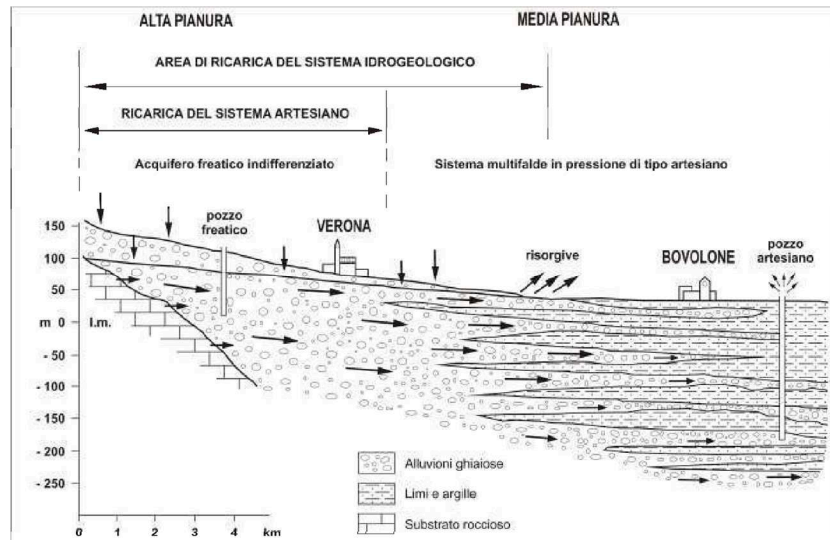 ALTA PIANURA
MEDIA PIANURA
AREA DI RICARICA DEL SISTEMA IDROGEOLOGICO
RICARICA DEL SISTEMA ARTESIANO
Acquifero freatico indifferenziato
Sistema multifalde in pressione di tipo artesiano
pozzo
freatico
VERONA
risorgive
BOVOLONE
pozzo
artesiano
150
100
50
m 0 l.m.
- 50
- 100
- 150
- 200
- 250
0 1 2 3 4 km
Alluvioni ghiaiose
Limi e argille
Substrato roccioso